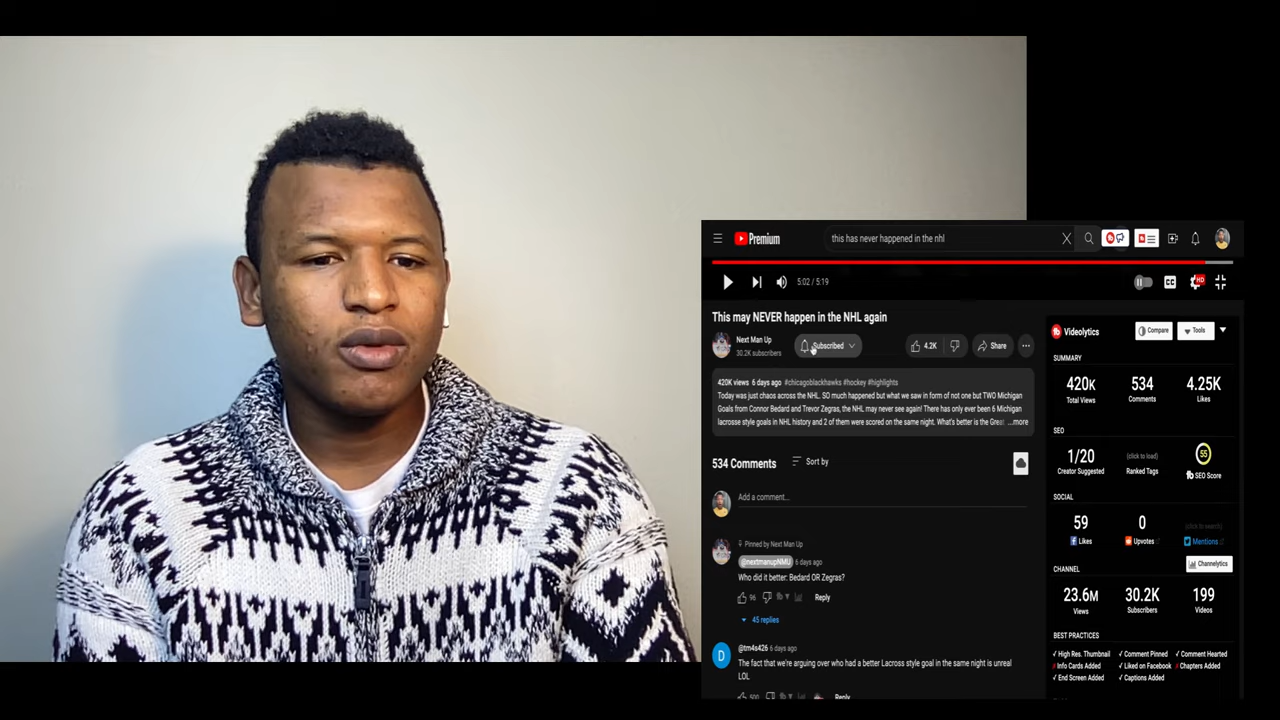 Premium
this has never happened in the nhl
5:02 / 5:19
CC
HD
This may NEVER happen in the NHL again
Next Man Up
30.2K subscribers
Subscribed
4.2K
Share
420K views 6 days ago #chicagoblackhawks #hockey #highlights
Today was just chaos across the NHL. SO much happened but what we saw in form of not one but TWO Michigan
Goals from Connor Bedard and Trevor Zegras, the NHL may never see again! There has only ever been 6 Michigan
lacrosse style goals in NHL history and 2 of them were scored on the same night. What's better is the Grea ...more
534 Comments
Sort by
Add a comment...
Pinned by Next Man Up
@nextmanupNMU 6 days ago
Who did it better: Bedard OR Zegras?
96
Reply
45 replies
D
@tm4s426 6 days ago
The fact that we're arguing over who had a better Lacross style goal in the same night is unreal
LOL
500
Reply
Videolytics
Compare
Tools
SUMMARY
420K
534
4.25K
Total Views
Comments
Likes
SEO
1/20
(click to load)
55
Creator Suggested
Ranked Tags
tb SEO Score
SOCIAL
59
0
(click to search)
Likes
Upvotes
Mentions
CHANNEL
Channelytics
23.6M
30.2K
199
Views
Subscribers
Videos
BEST PRACTICES
✓ High Res. Thumbnail
✓ Comment Pinned
✓ Comment Hearted
Info Cards Added
✓ Liked on Facebook
Chapters Added
✓ End Screen Added
✓ Captions Added